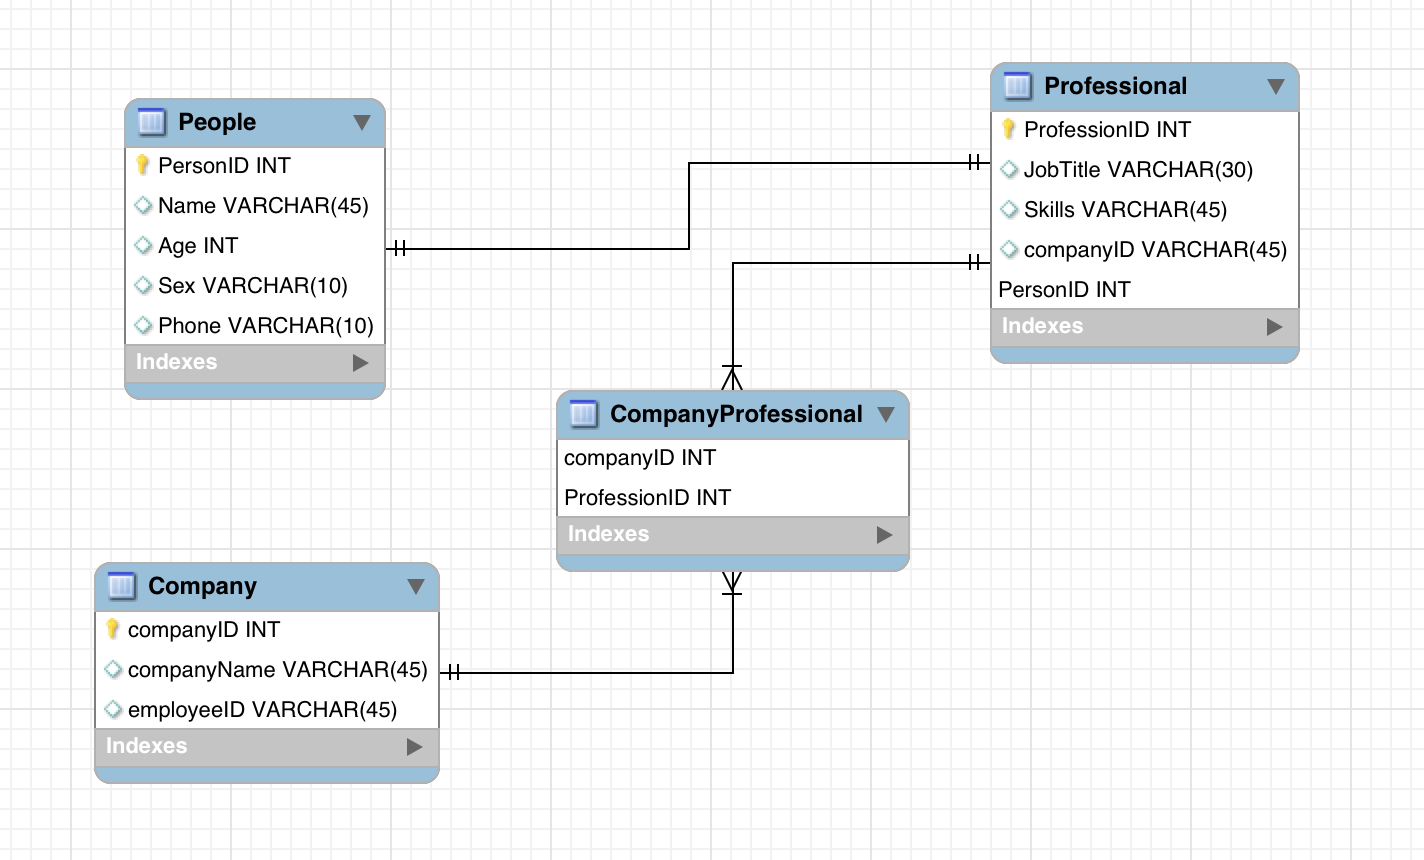 People
PersonID INT
Name VARCHAR(45)
Age INT
Sex VARCHAR(10)
Phone VARCHAR(10)
Indexes
Professional
ProfessionID INT
JobTitle VARCHAR(30)
Skills VARCHAR(45)
companyID VARCHAR(45)
PersonID INT
Indexes
CompanyProfessional
companyID INT
ProfessionID INT
Indexes
Company
companyID INT
companyName VARCHAR(45)
employeeID VARCHAR(45)
Indexes